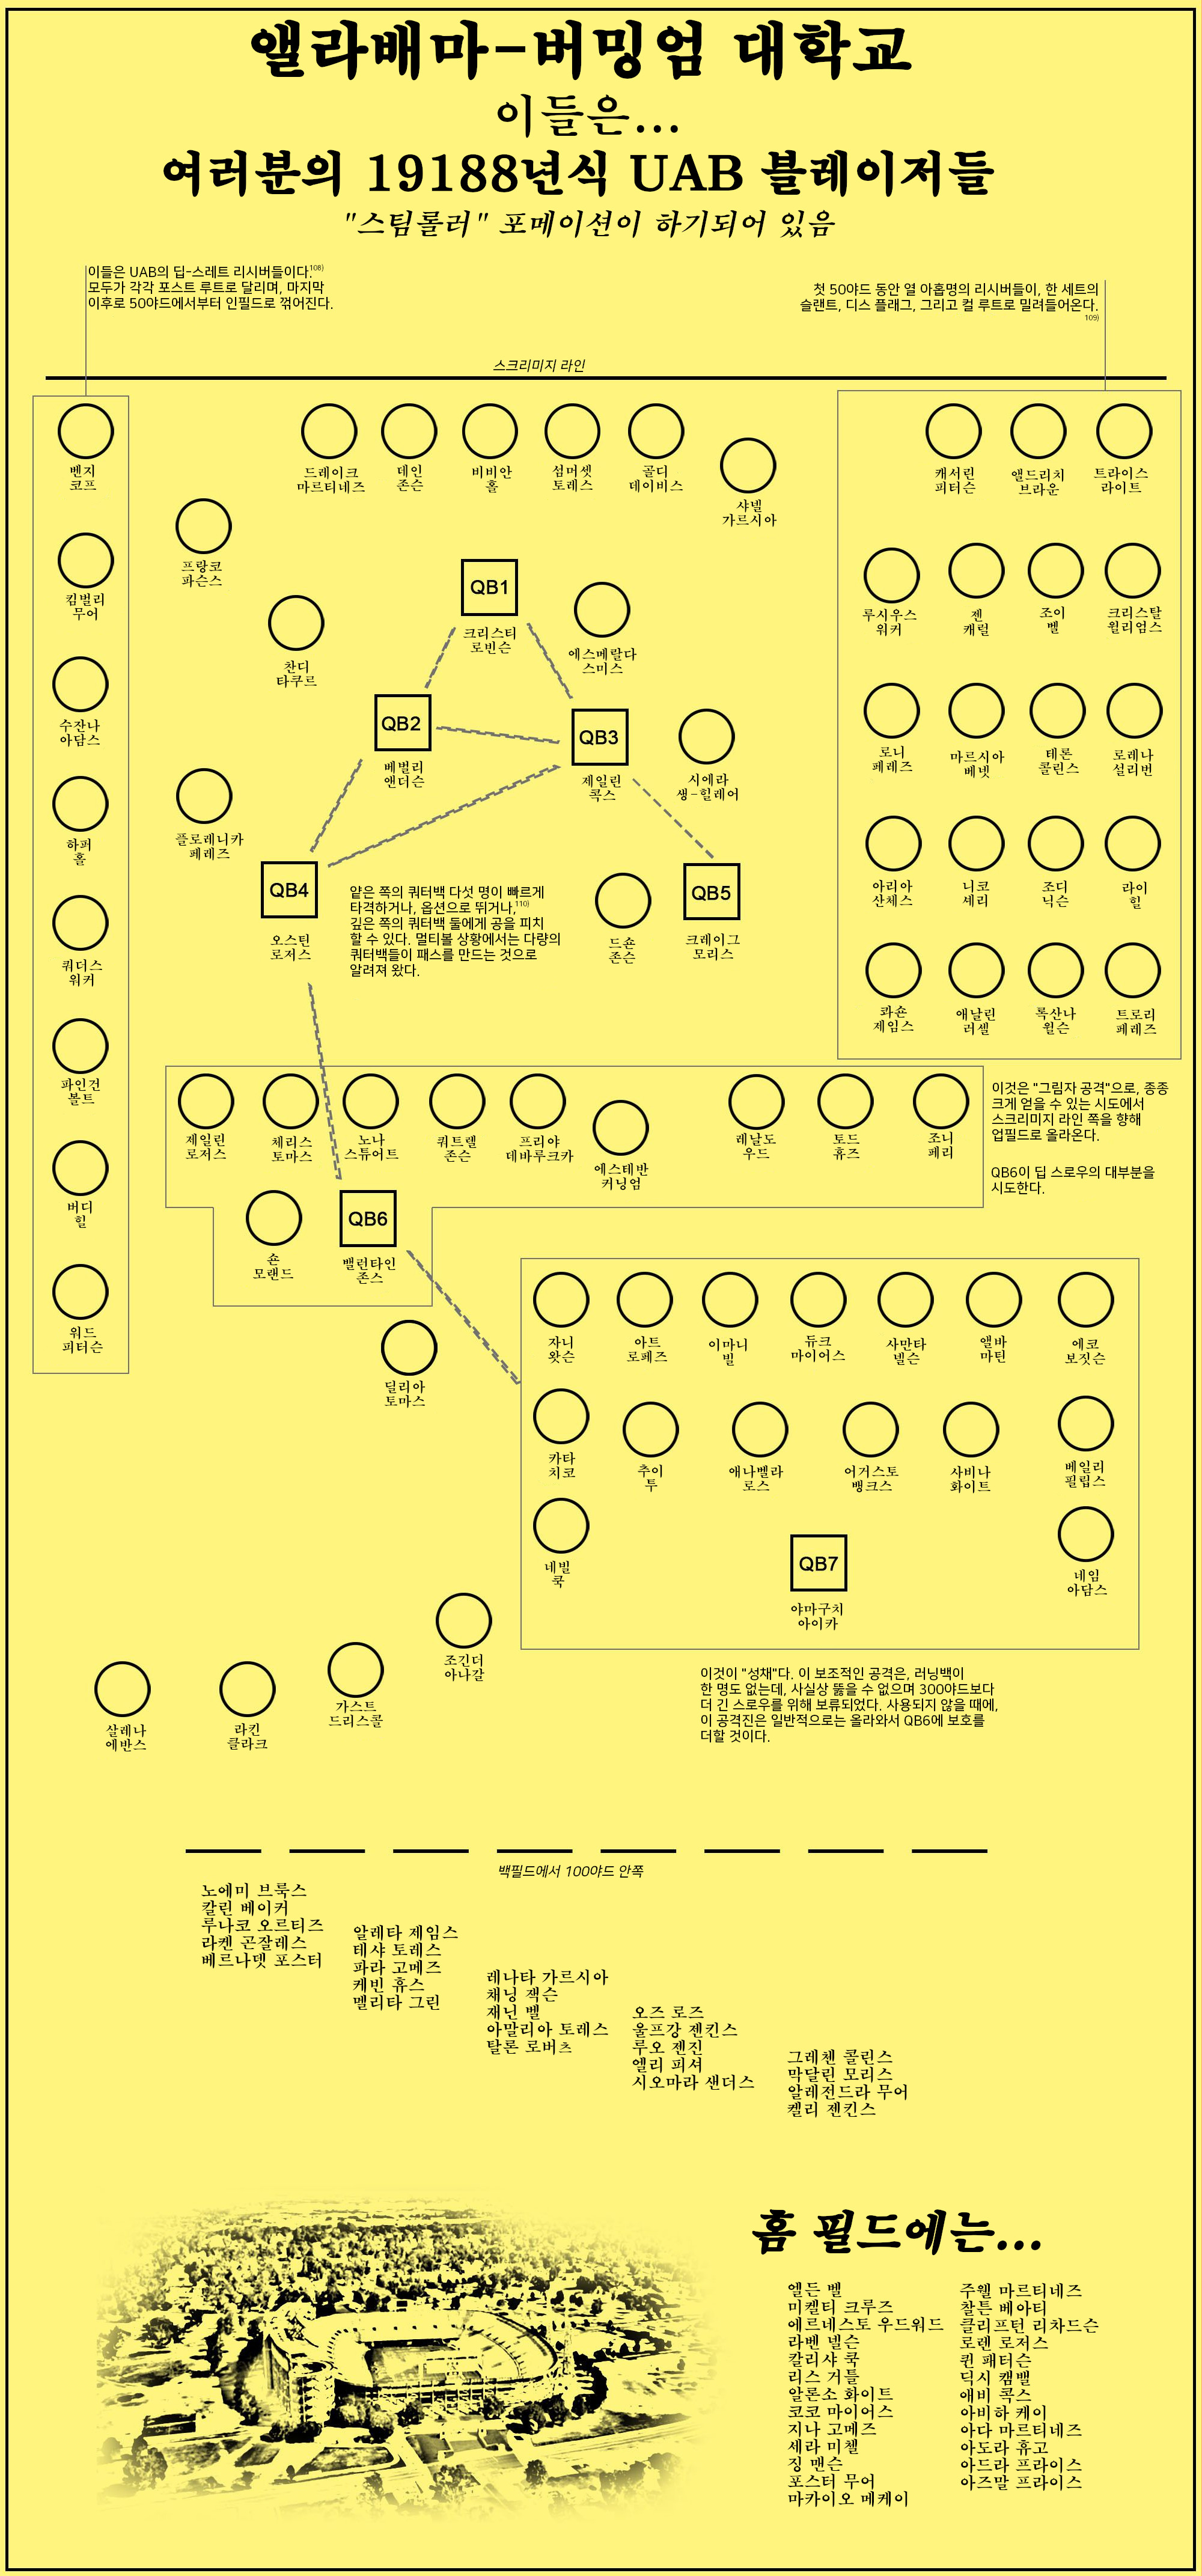 앨라배마-버밍엄 대학교
이들은...
여러분의 19188년식 UAB 블레이저들
"스팀롤러" 포메이션이 하기되어 있음
이들은 UAB의 딥-스레트 리시버들이다.108)
모두가 각각 포스트 루트로 달리며, 마지막
이후로 50야드에서부터 인필드로 꺾어진다.
첫 50야드 동안 열 아홉명의 리시버들이, 한 세트의
슬랜트, 디스 플래그, 그리고 컬 루트로 밀려들어온다.
109)
스크리미지 라인
벤지
코프
드레이크
마르티네즈
데인
존슨
비비안
홀
섬머셋
토레스
골디
데이비스
샤넬
가르시아
캐서린
피터슨
앨드리치
브라운
트라이스
라이트
프랑코
파슨스
킴벌리
무어
QB1
크리스티
로빈슨
찬디
타쿠르
에스메랄다
스미스
루시우스
워커
젠
캐럴
조이
벨
크리스탈
윌리엄스
수잔나
아담스
QB2
베벌리
앤더슨
QB3
제일린
콕스
시에라
생-힐레어
로니
페레즈
마르시아
베넷
테론
콜린스
로레나
설리번
하퍼
홀
플로레니카
페레즈
QB4
오스틴
로저스
얕은 쪽의 쿼터백 다섯 명이 빠르게
타격하거나, 옵션으로 뛰거나,110)
깊은 쪽의 쿼터백 둘에게 공을 피치
할 수 있다. 멀티볼 상황에서는 다량의
쿼터백들이 패스를 만드는 것으로
알려져 왔다.
드숀
존슨
QB5
크레이그
모리스
아리아
산체스
니코
셰리
조디
닉슨
라이
힐
쿼더스
워커
콰숀
제임스
애날린
러셀
록산나
윌슨
트로리
페레즈
파인건
볼트
제일린
로저스
체리스
토마스
노나
스튜어트
쿼트렐
존슨
프리야
데바루크카
에스테반
커닝엄
레날도
우드
토드
휴즈
조니
페리
이것은 "그림자 공격"으로, 종종
크게 얻을 수 있는 시도에서
스크리미지 라인 쪽을 향해
업필드로 올라온다.
QB6이 딥 스로우의 대부분을
시도한다.
버디
힐
숀
모랜드
QB6
밸런타인
존스
워드
피터슨
딜리아
토마스
자니
왓슨
아트
로페즈
이마니
빌
듀크
마이어스
사만타
넬슨
앨바
마틴
에코
보짓슨
카타
치코
추이
투
애나벨라
로스
어거스토
뱅크스
사비나
화이트
베일리
필립스
네빌
쿡
QB7
야마구치
아이카
네임
아담스
조긴더
아나갈
가스트
드리스콜
라킨
클라크
살레나
에반스
이것이 "성채"다. 이 보조적인 공격은, 러닝백이
한 명도 없는데, 사실상 뚫을 수 없으며 300야드보다
더 긴 스로우를 위해 보류되었다. 사용되지 않을 때에,
이 공격진은 일반적으로는 올라와서 QB6에 보호를
더할 것이다.
백필드에서 100야드 안쪽
노에미 브룩스
칼린 베이커
루나코 오르티즈
라켄 곤잘레스
베르나뎃 포스터
알레타 제임스
테샤 토레스
파라 고메즈
케빈 휴스
멜리타 그린
레나타 가르시아
채닝 잭슨
재닌 벨
아말리아 토레스
탈론 로버츠
오즈 로즈
울프강 젠킨스
루오 젠진
엘리 피셔
시오마라 샌더스
그레첸 콜린스
막달린 모리스
알레전드라 무어
켈리 젠킨스
홈 필드에는...
엘든 벨
미켈티 크루즈
에르네스토 우드워드
라벤 넬슨
칼리샤 쿡
리스 거틀
알론소 화이트
코코 마이어스
지나 고메즈
세라 미첼
징 맨슨
포스터 무어
마카이오 메케이
주웰 마르티네즈
찰튼 베아티
클리프턴 리차드슨
로렌 로저스
퀸 패터슨
딕시 캠벨
애비 콕스
아비하 케이
아다 마르티네즈
아도라 휴고
아드라 프라이스
아즈말 프라이스